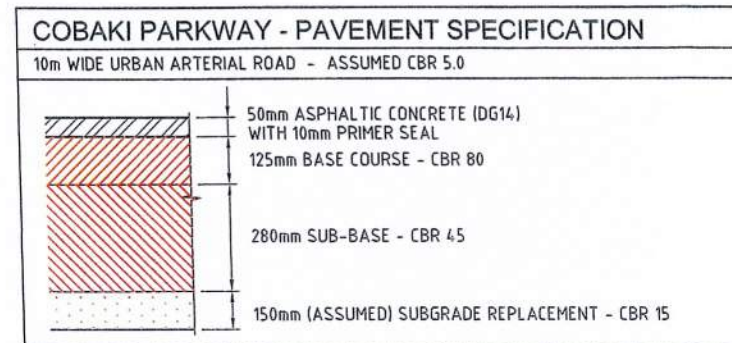 COBAKI PARKWAY - PAVEMENT SPECIFICATION
10m WIDE URBAN ARTERIAL ROAD - ASSUMED CBR 5.0
50mm ASPHALTIC CONCRETE (DG14)
WITH 10mm PRIMER SEAL
125mm BASE COURSE - CBR 80
280mm SUB-BASE - CBR 45
150mm (ASSUMED) SUBGRADE REPLACEMENT - CBR 15